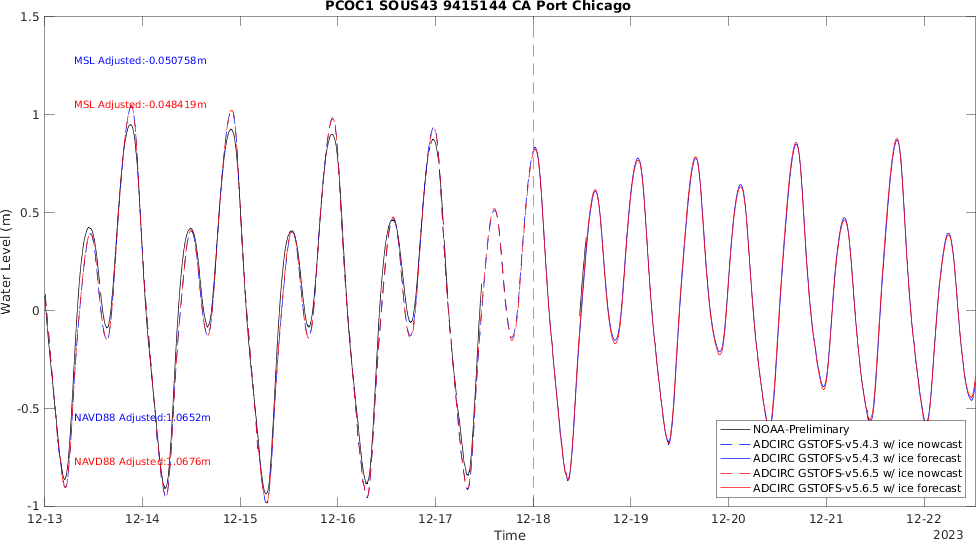 PCOC1 SOUS43 9415144 CA Port Chicago
1.5
1
0.5
0
-0.5
-1
Water Level (m)
MSL Adjusted:-0.050758m
MSL Adjusted:-0.048419m
NAVD88 Adjusted:1.0652m
NAVD88 Adjusted:1.0676m
NOAA-Preliminary
ADCIRC GSTOFS-v5.4.3 w/ ice nowcast
ADCIRC GSTOFS-v5.4.3 w/ ice forecast
ADCIRC GSTOFS-v5.6.5 w/ ice nowcast
ADCIRC GSTOFS-v5.6.5 w/ ice forecast
12-13 12-14 12-15 12-16 12-17 12-18 12-19 12-20 12-21 12-22
Time
2023